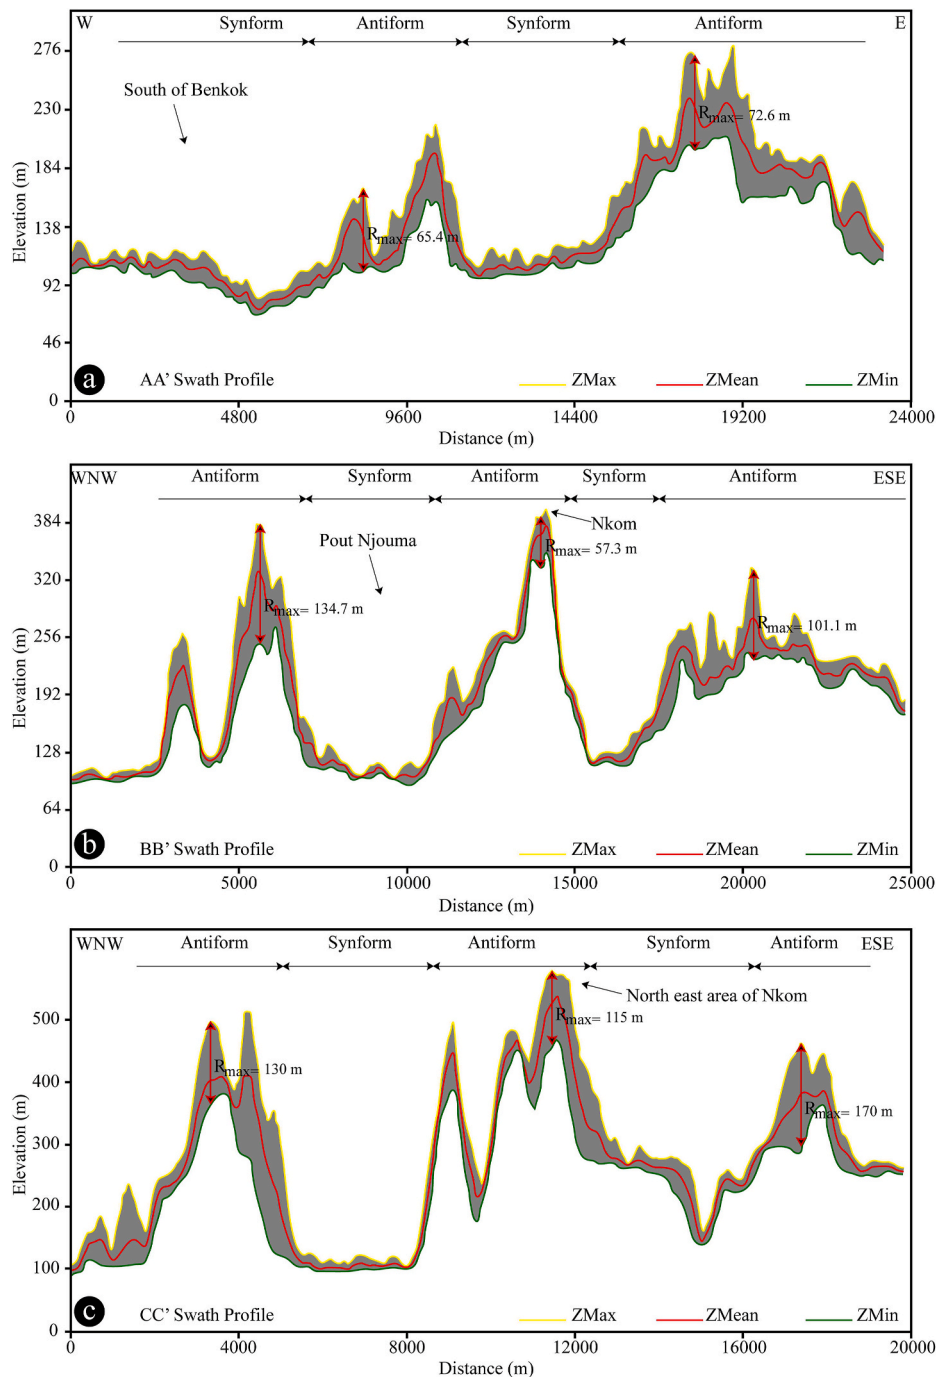 W Synform Antiform Synform Antiform E
276
South of Benkok
230
Rmax= 72.6 m
184
138
Rmax= 65.4 m
92
46
0
Elevation (m)
a AA’ Swath Profile ZMax ZMean ZMin
0 4800 9600 14400 19200 24000
Distance (m)
WNW Antiform Synform Antiform Synform Antiform ESE
384
Nkom
Pout Njouma
Rmax= 57.3 m
320
Rmax= 134.7 m
256
Rmax= 101.1 m
192
128
64
0
Elevation (m)
b BB’ Swath Profile ZMax ZMean ZMin
0 5000 10000 15000 20000 25000
Distance (m)
WNW Antiform Synform Antiform Synform Antiform ESE
North east area of Nkom
500
Rmax= 115 m
Rmax= 130 m
400
Rmax= 170 m
300
200
100
0
Elevation (m)
c CC’ Swath Profile ZMax ZMean ZMin
0 4000 8000 12000 16000 20000
Distance (m)